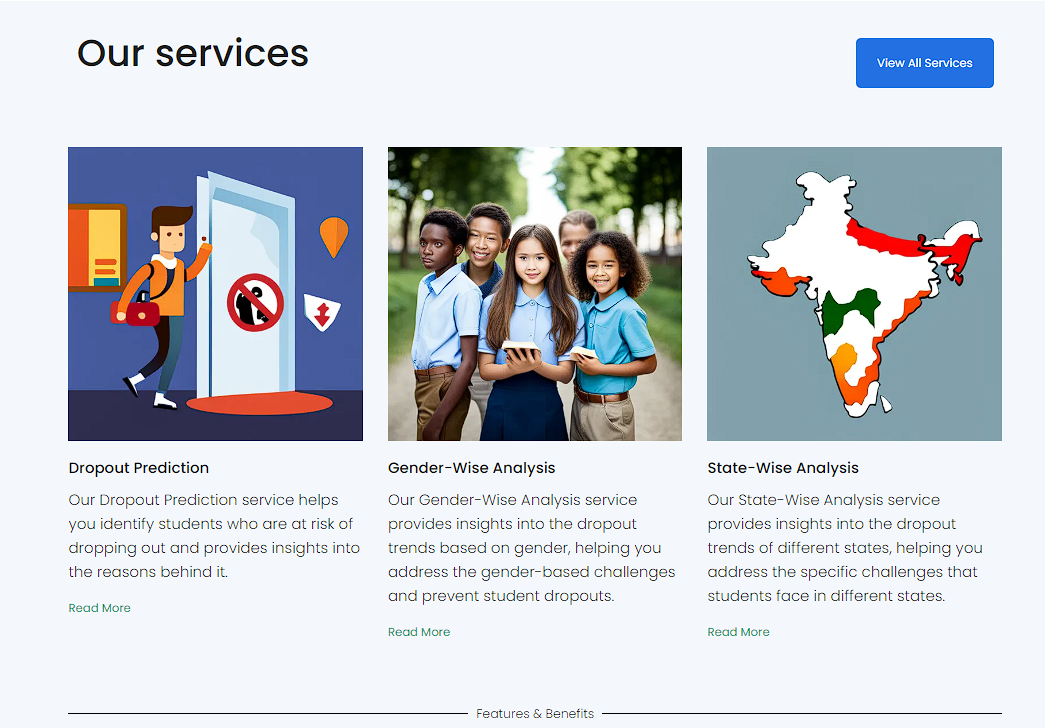 Our services
View All Services
Dropout Prediction
Our Dropout Prediction service helps
you identify students who are at risk of
dropping out and provides insights into
the reasons behind it.
Read More
Gender-Wise Analysis
Our Gender-Wise Analysis service
provides insights into the dropout
trends based on gender, helping you
address the gender-based challenges
and prevent student dropouts.
Read More
State-Wise Analysis
Our State-Wise Analysis service
provides insights into the dropout
trends of different states, helping you
address the specific challenges that
students face in different states.
Read More
Features & Benefits